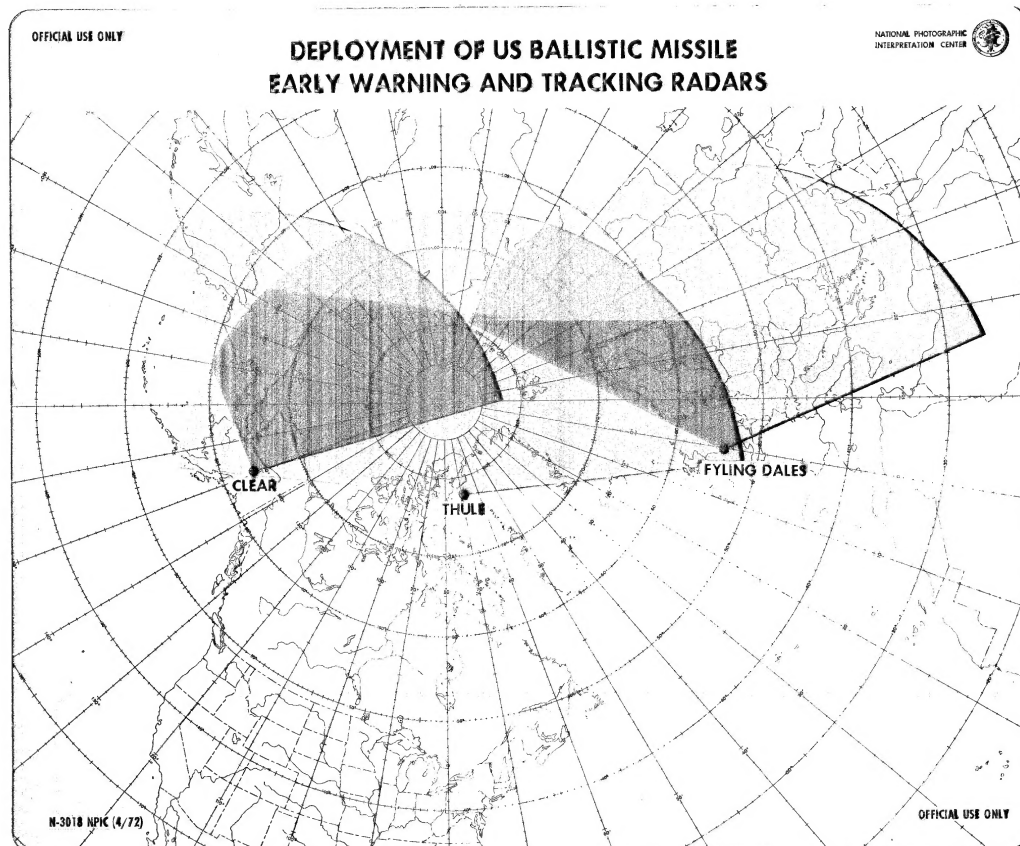 OFFICIAL USE ONLY
NATIONAL PHOTOGRAPHIC
INTERPRETATION CENTER
DEPLOYMENT OF US BALLISTIC MISSILE
EARLY WARNING AND TRACKING RADARS
FYLING DALES
CLEAR
THULE
N-3018 NPIC (4/72)
OFFICIAL USE ONLY